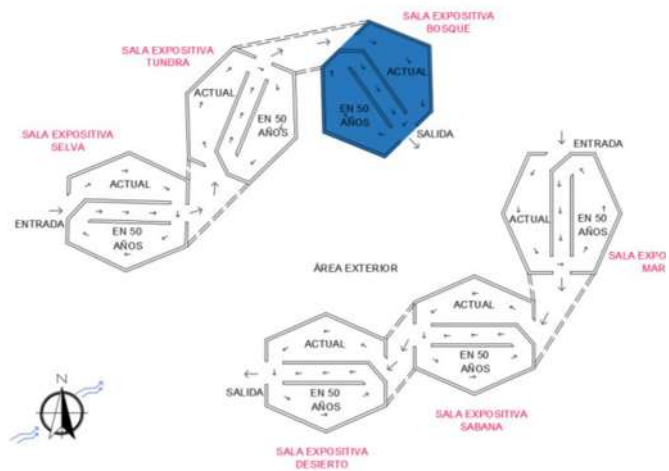 SALA EXPOSITIVA
BOSQUE
SALA EXPOSITIVA
TUNDRA
ACTUAL
ACTUAL
EN 50
AÑOS
EN 50
AÑOS
SALIDA
SALA EXPOSITIVA
SELVA
ACTUAL
ENTRADA
EN 50
AÑOS
ENTRADA
ACTUAL
EN 50
AÑOS
SALA EXPO
MAR
ÁREA EXTERIOR
ACTUAL
EN 50
AÑOS
SALA EXPOSITIVA
SABANA
ACTUAL
SALIDA
EN 50
AÑOS
SALA EXPOSITIVA
DESIERTO
N